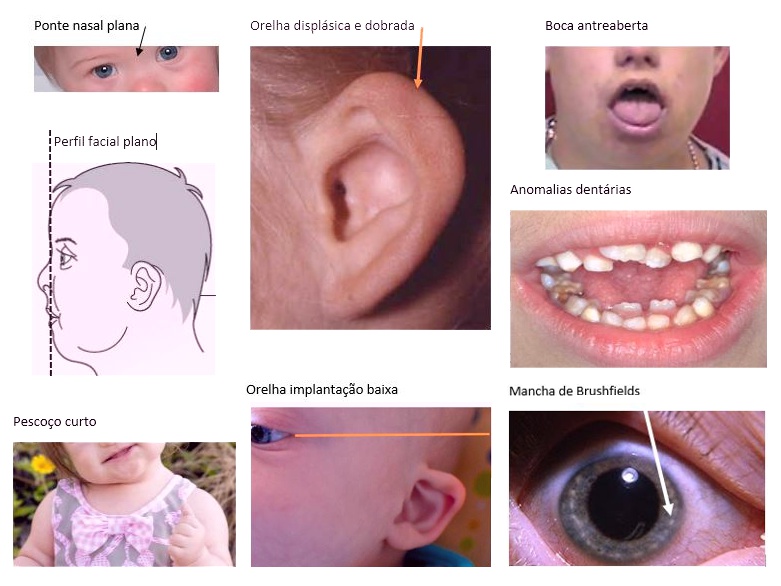 Ponte nasal plana
Orelha displásica e dobrada
Boca antreaberta
Perfil facial plano
Anomalias dentárias
Orelha implantação baixa
Mancha de Brushfields
Pescoço curto